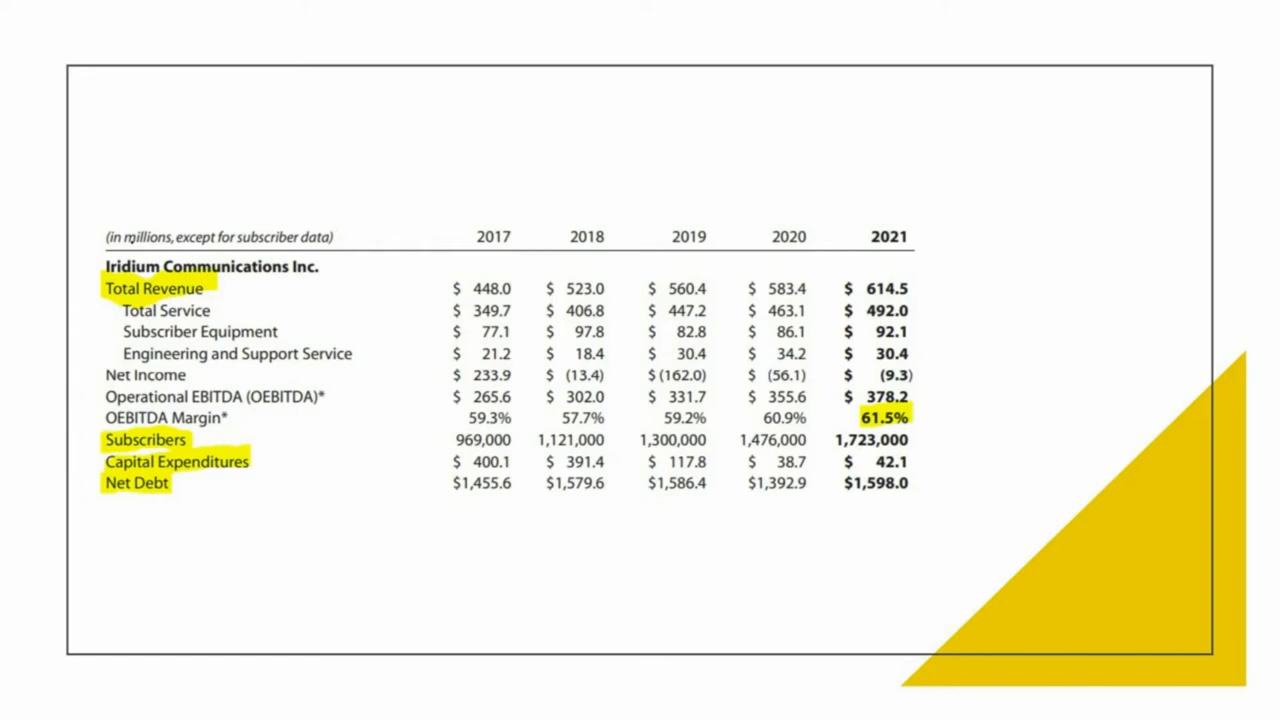 (in millions, except for subscriber data) 2017 2018 2019 2020 2021
Iridium Communications Inc.
Total Revenue $ 448.0 $ 523.0 $ 560.4 $ 583.4 $ 614.5
Total Service $ 349.7 $ 406.8 $ 447.2 $ 463.1 $ 492.0
Subscriber Equipment $ 77.1 $ 97.8 $ 82.8 $ 86.1 $ 92.1
Engineering and Support Service $ 21.2 $ 18.4 $ 30.4 $ 34.2 $ 30.4
Net Income $ 233.9 $ (13.4) $ (162.0) $ (56.1) $ (9.3)
Operational EBITDA (OEBITDA)* $ 265.6 $ 302.0 $ 331.7 $ 355.6 $ 378.2
OEBITDA Margin* 59.3% 57.7% 59.2% 60.9% 61.5%
Subscribers 969,000 1,121,000 1,300,000 1,476,000 1,723,000
Capital Expenditures $ 400.1 $ 391.4 $ 117.8 $ 38.7 $ 42.1
Net Debt $1,455.6 $1,579.6 $1,586.4 $1,392.9 $1,598.0